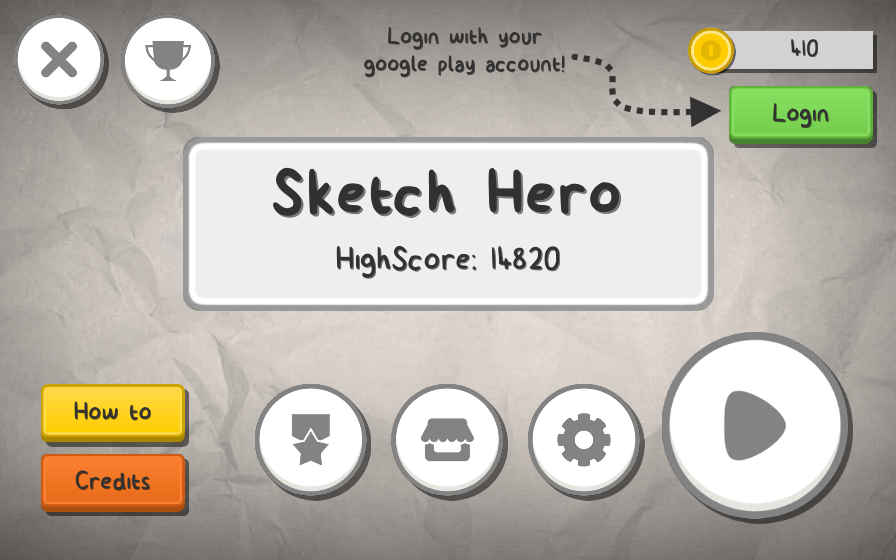 Login with your
google play account!
410
Login
Sketch Hero
HighScore: 14820
How to
Credits